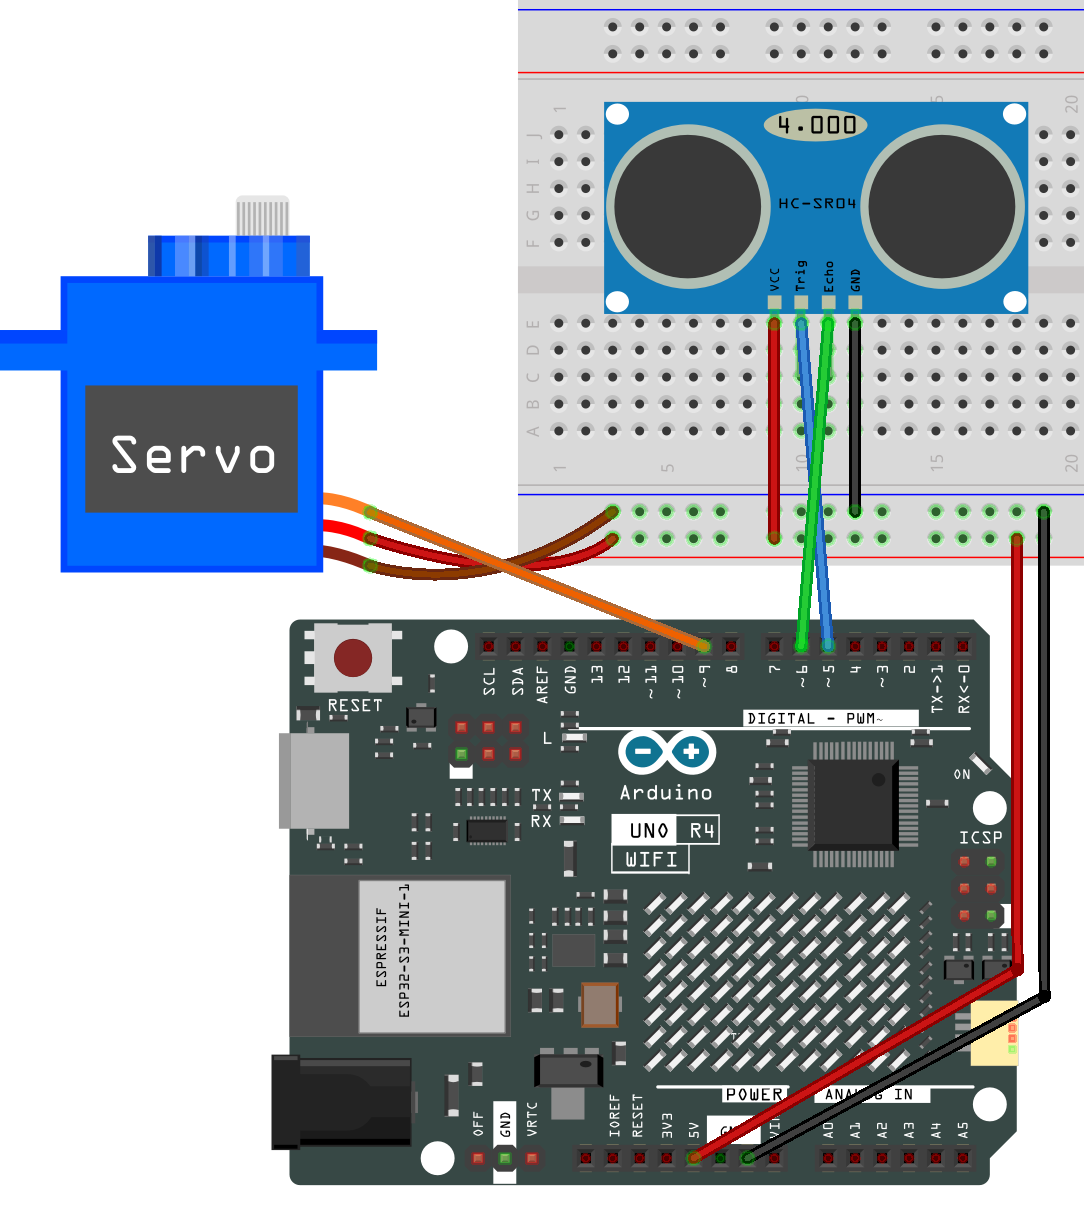 1
5
20
J
I
H
G
F
4.000
HC-SR04
VCC
Trig
Echo
GND
E
D
C
B
A
1
5
10
15
20
Servo
RESET
SCL
SDA
AREF
GND
13
12
~11
~10
~9
8
7
~6
~5
4
~3
2
TX->1
RX<-0
DIGITAL - PWM~
L
TX
RX
Arduino
UNO R4
WIFI
ON
ICSP
ESPRESSIF
ESP32-S3-MINI-1
POWER
ANALOG IN
OFF
GND
VRTC
IOREF
RESET
3V3
5V
GND
VIN
A0
A1
A2
A3
A4
A5